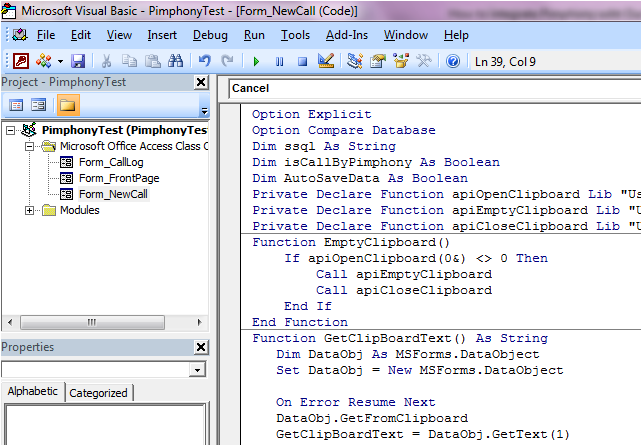 Microsoft Visual Basic - PimphonyTest - [Form_NewCall (Code)]
File Edit View Insert Debug Run Tools Add-Ins Window Help
Ln 39, Col 9
Project - PimphonyTest
PimphonyTest (PimphonyTes
Microsoft Office Access Class C
Form_CallLog
Form_FrontPage
Form_NewCall
Modules
Properties
Alphabetic Categorized
Cancel
Option Explicit
Option Compare Database
Dim ssql As String
Dim isCallByPimphony As Boolean
Dim AutoSaveData As Boolean
Private Declare Function apiOpenClipboard Lib "Us
Private Declare Function apiEmptyClipboard Lib "U
Private Declare Function apiCloseClipboard Lib "U
Function EmptyClipboard()
If apiOpenClipboard(0&) <> 0 Then
Call apiEmptyClipboard
Call apiCloseClipboard
End If
End Function
Function GetClipBoardText() As String
Dim DataObj As MSForms.DataObject
Set DataObj = New MSForms.DataObject
On Error Resume Next
DataObj.GetFromClipboard
GetClipBoardText = DataObj.GetText(1)